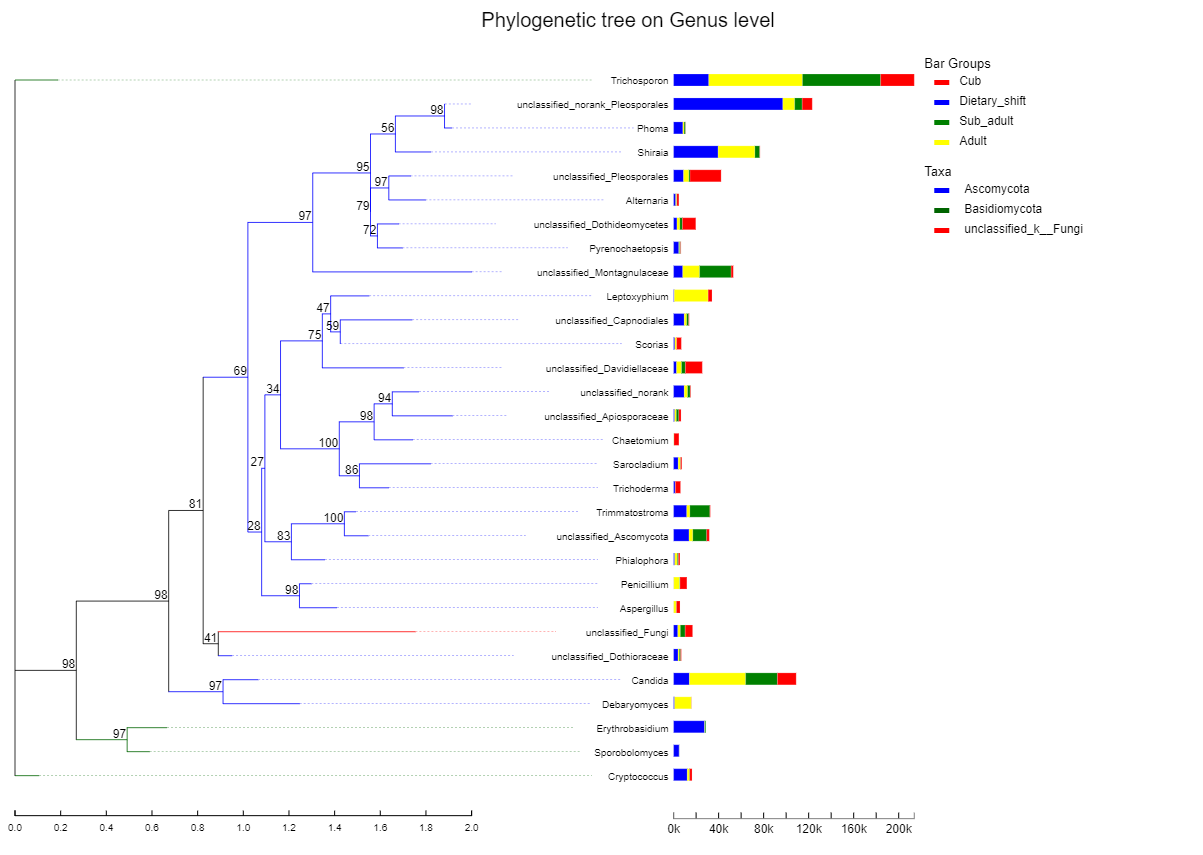 Phylogenetic tree on Genus level
Bar Groups
Cub
Dietary_shift
Sub_adult
Adult
Taxa
Ascomycota
Basidiomycota
unclassified_k__Fungi
Trichosporon
unclassified_norank_Pleosporales
98
Phoma
56
Shiraia
95
unclassified_Pleosporales
97
Alternaria
79
97
unclassified_Dothideomycetes
72
Pyrenochaetopsis
unclassified_Montagnulaceae
Leptoxyphium
47
unclassified_Capnodiales
59
75
Scorias
unclassified_Davidiellaceae
69
34
unclassified_norank
94
unclassified_Apiosporaceae
98
Chaetomium
100
Sarocladium
27
86
Trichoderma
81
Trimmatostroma
100
28
unclassified_Ascomycota
83
Phialophora
Penicillium
98
98
Aspergillus
unclassified_Fungi
41
unclassified_Dothioraceae
98
Candida
97
Debaryomyces
Erythrobasidium
97
Sporobolomyces
Cryptococcus
0.0 0.2 0.4 0.6 0.8 1.0 1.2 1.4 1.6 1.8 2.0
0k 40k 80k 120k 160k 200k